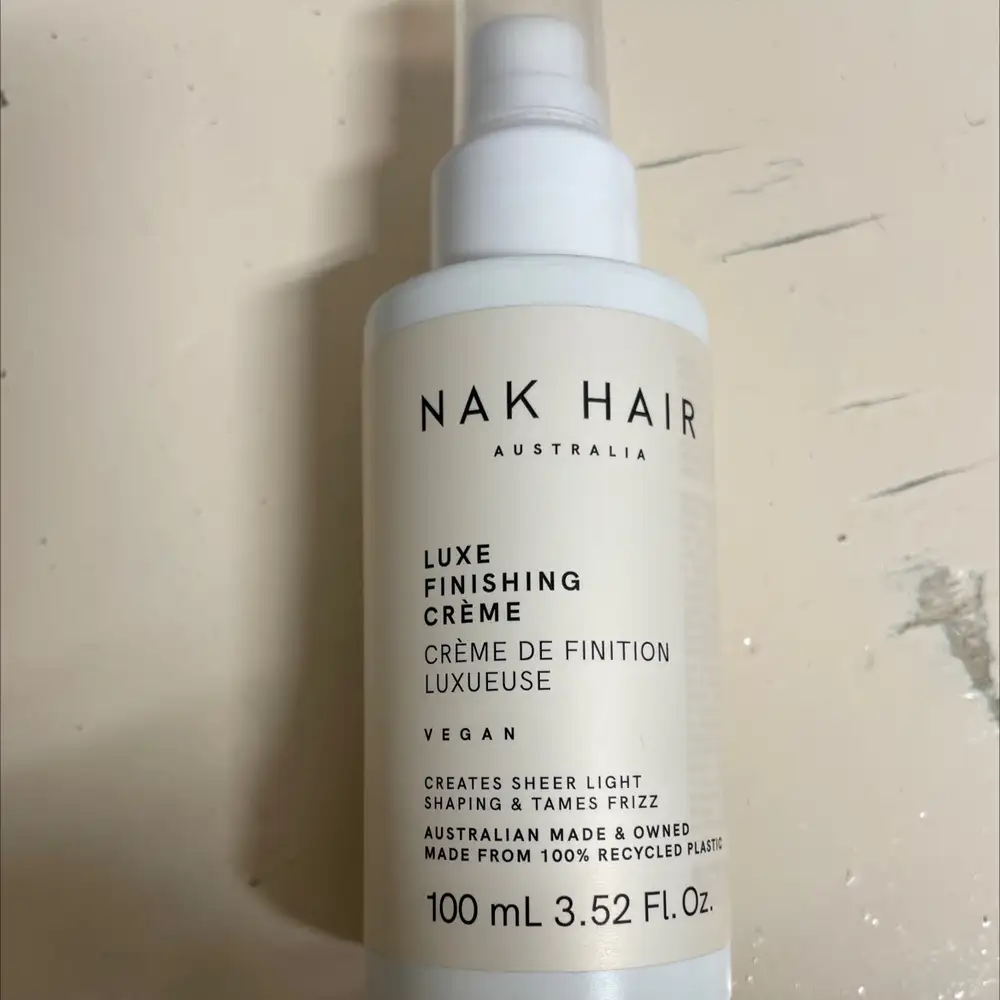 NAK HAIR
AUSTRALIA
LUXE
FINISHING
CRÈME
CRÈME DE FINITION
LUXUEUSE
VEGAN
CREATES SHEER LIGHT
SHAPING & TAMES FRIZZ
AUSTRALIAN MADE & OWNED
MADE FROM 100% RECYCLED PLASTIC
100 mL 3.52 Fl. Oz.